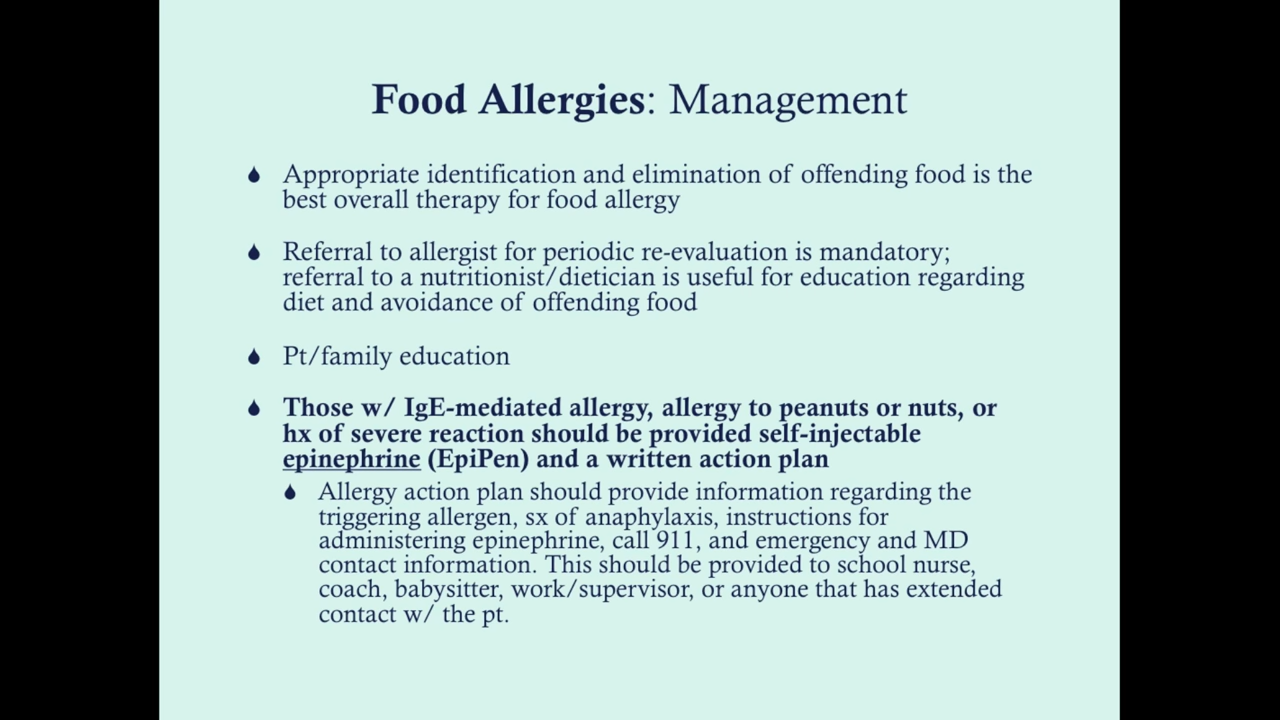 Food Allergies: Management
Appropriate identification and elimination of offending food is the
best overall therapy for food allergy
Referral to allergist for periodic re-evaluation is mandatory;
referral to a nutritionist/dietician is useful for education regarding
diet and avoidance of offending food
Pt/family education
Those w/ IgE-mediated allergy, allergy to peanuts or nuts, or
hx of severe reaction should be provided self-injectable
epinephrine (EpiPen) and a written action plan
Allergy action plan should provide information regarding the
triggering allergen, sx of anaphylaxis, instructions for
administering epinephrine, call 911, and emergency and MD
contact information. This should be provided to school nurse,
coach, babysitter, work/supervisor, or anyone that has extended
contact w/ the pt.